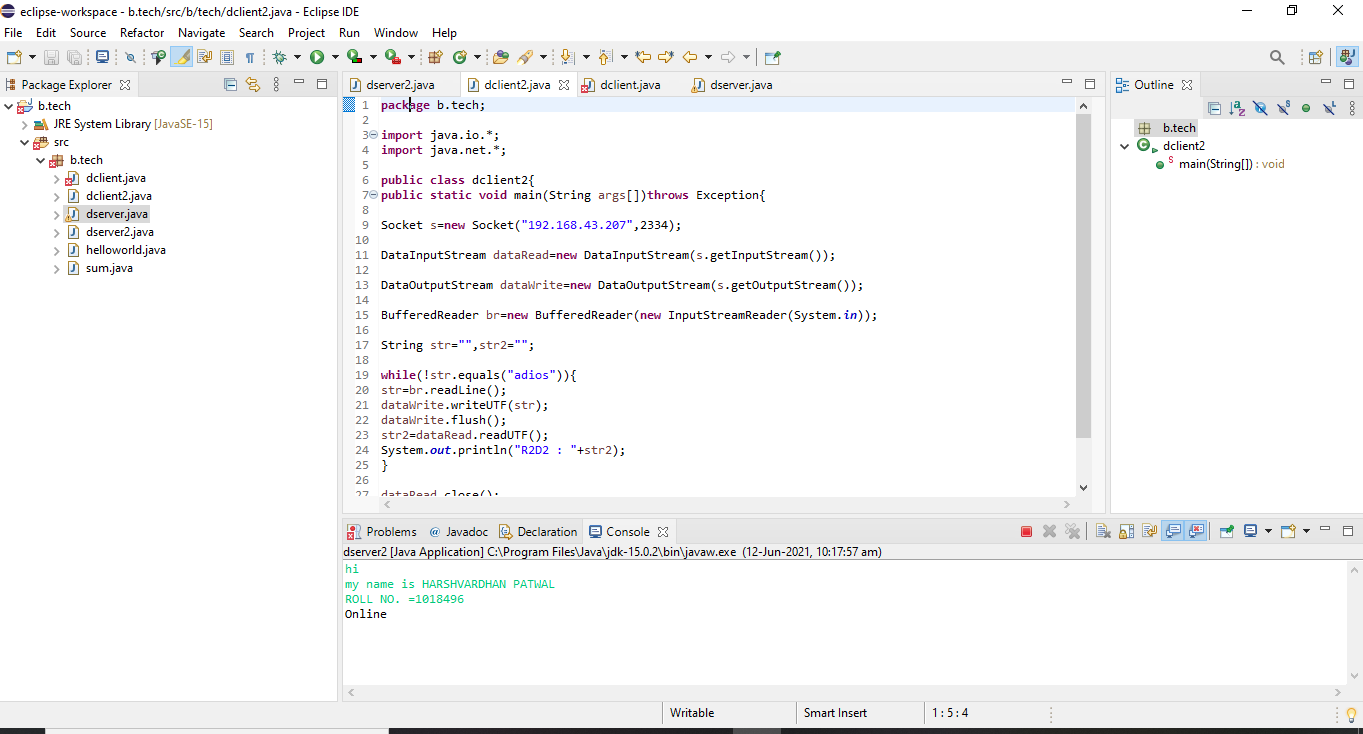 eclipse-workspace - b.tech/src/b/tech/dclient2.java - Eclipse IDE
File Edit Source Refactor Navigate Search Project Run Window Help
Package Explorer
b.tech
JRE System Library [JavaSE-15]
src
b.tech
dclient.java
dclient2.java
dserver.java
dserver2.java
helloworld.java
sum.java
dserver2.java dclient2.java dclient.java dserver.java
1 package b.tech;
2
3 import java.io.*;
4 import java.net.*;
5
6 public class dclient2{
7 public static void main(String args[])throws Exception{
8
9 Socket s=new Socket("192.168.43.207",2334);
10
11 DataInputStream dataRead=new DataInputStream(s.getInputStream());
12
13 DataOutputStream dataWrite=new DataOutputStream(s.getOutputStream());
14
15 BufferedReader br=new BufferedReader(new InputStreamReader(System.in));
16
17 String str="",str2="";
18
19 while(!str.equals("adios")){
20 str=br.readLine();
21 dataWrite.writeUTF(str);
22 dataWrite.flush();
23 str2=dataRead.readUTF();
24 System.out.println("R2D2 : "+str2);
25 }
26
27 dataRead.close();
Outline
b.tech
dclient2
main(String[]) : void
Problems @ Javadoc Declaration Console
dserver2 [Java Application] C:\Program Files\Java\jdk-15.0.2\bin\javaw.exe (12-Jun-2021, 10:17:57 am)
hi
my name is HARSHVARDHAN PATWAL
ROLL NO. =1018496
Online
Writable Smart Insert 1 : 5 : 4